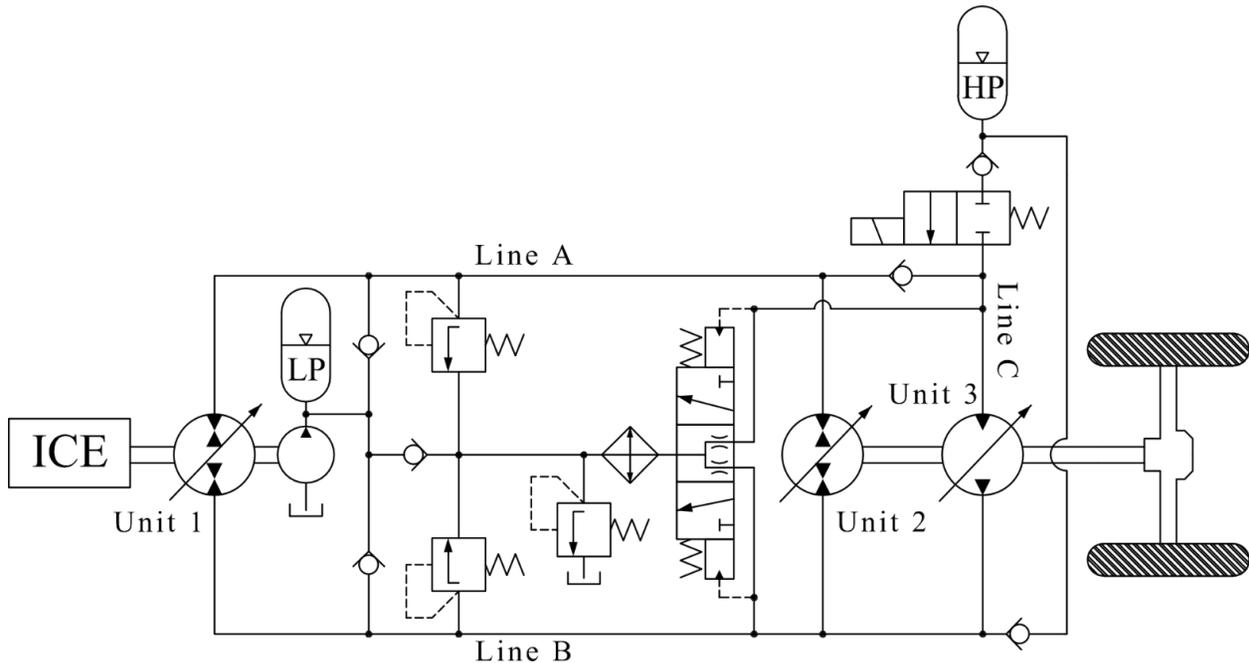 HP
Line A
Line C
LP
Unit 3
ICE
Unit 1
Unit 2
Line B